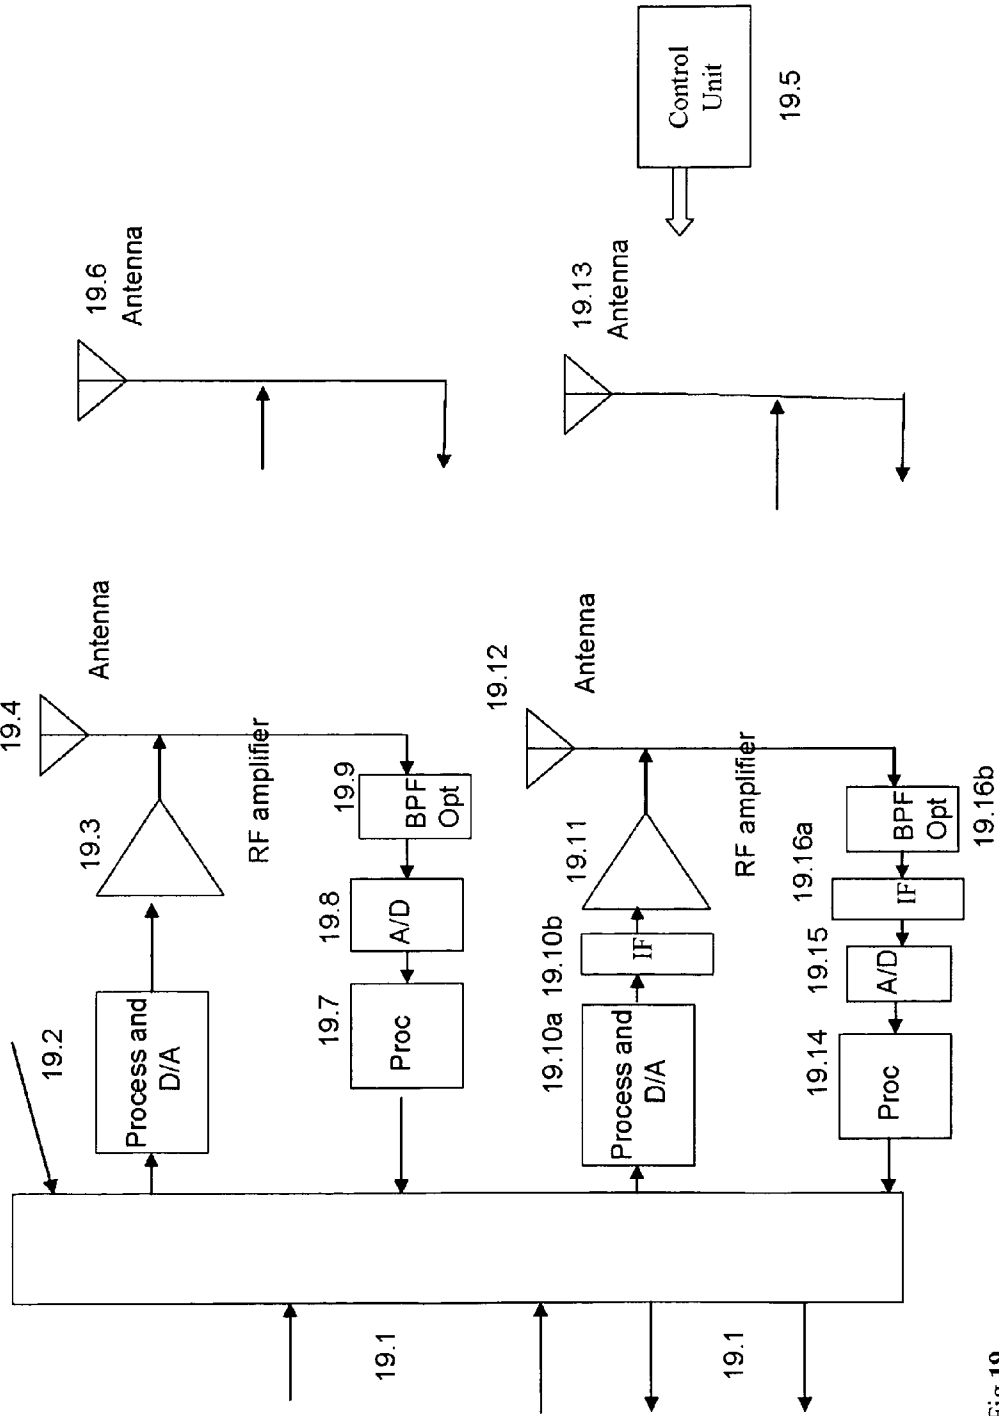 19.4
19.2
19.3
Antenna
19.6
Antenna
Process and
D/A
RF amplifier
19.7
19.8
19.9
Proc
A/D
BPF
Opt
19.1
19.12
Antenna
19.13
Antenna
19.10a
19.10b
19.11
Process and
D/A
IF
RF amplifier
Control
Unit
19.5
19.1
19.14
19.15
19.16a
Proc
A/D
IF
BPF
Opt
19.16b
Fig 19